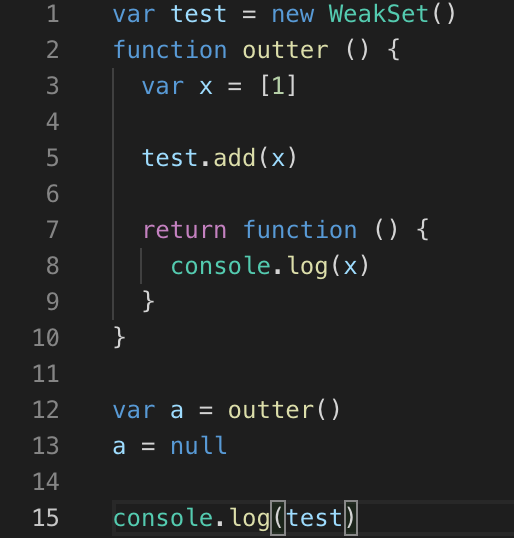 1 var test = new WeakSet()
2 function outter () {
3 var x = [1]
4
5 test.add(x)
6
7 return function () {
8 console.log(x)
9 }
10 }
11
12 var a = outter()
13 a = null
14
15 console.log(test)